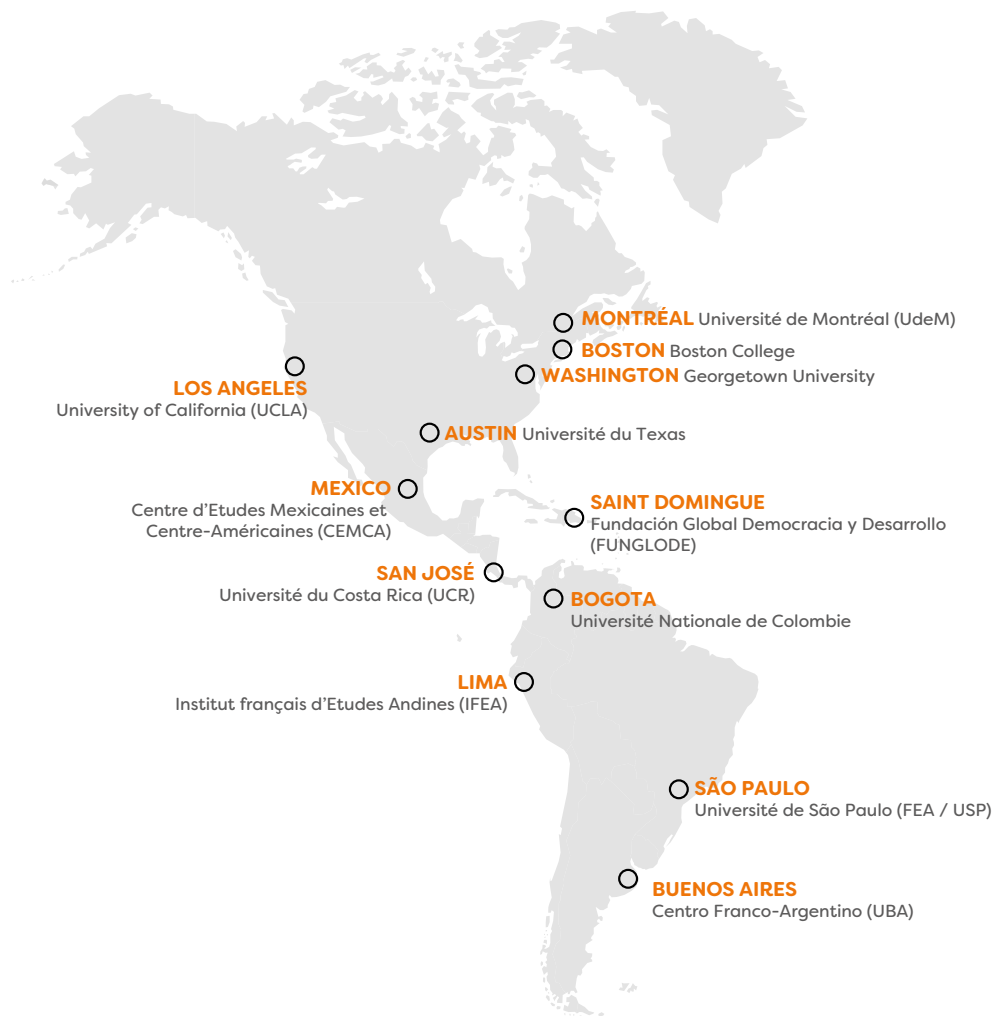 MONTRÉAL Université de Montréal (UdeM)
BOSTON Boston College
WASHINGTON Georgetown University
LOS ANGELES
University of California (UCLA)
AUSTIN Université du Texas
MEXICO
Centre d'Etudes Mexicaines et
Centre-Américaines (CEMCA)
SAINT DOMINGUE
Fundación Global Democracia y Desarrollo
(FUNGLODE)
SAN JOSÉ
Université du Costa Rica (UCR)
BOGOTA
Université Nationale de Colombie
LIMA
Institut français d'Etudes Andines (IFEA)
SÃO PAULO
Université de São Paulo (FEA / USP)
BUENOS AIRES
Centro Franco-Argentino (UBA)